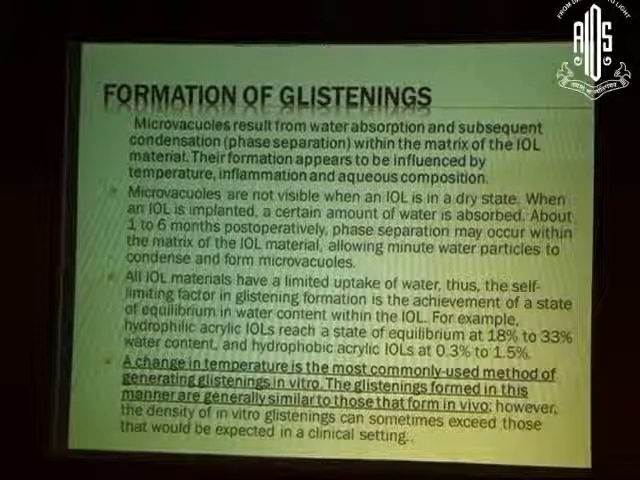 FROM DARKNESS TO LIGHT
AIOS
FORMATION OF GLISTENINGS
Microvacuoles result from water absorption and subsequent
condensation (phase separation) within the matrix of the IOL
material. Their formation appears to be influenced by
temperature, inflammation and aqueous composition.
Microvacuoles are not visible when an IOL is in a dry state. When
an IOL is implanted, a certain amount of water is absorbed. About
1 to 6 months postoperatively, phase separation may occur within
the matrix of the IOL material, allowing minute water particles to
condense and form microvacuoles.
All IOL materials have a limited uptake of water, thus, the self-
limiting factor in glistening formation is the achievement of a state
of equilibrium in water content within the IOL. For example,
hydrophilic acrylic IOLs reach a state of equilibrium at 18% to 33%
water content, and hydrophobic acrylic IOLs at 0.3% to 1.5%.
A change in temperature is the most commonly-used method of
generating glistenings in vitro. The glistenings formed in this
manner are generally similar to those that form in vivo; however,
the density of in vitro glistenings can sometimes exceed those
that would be expected in a clinical setting..